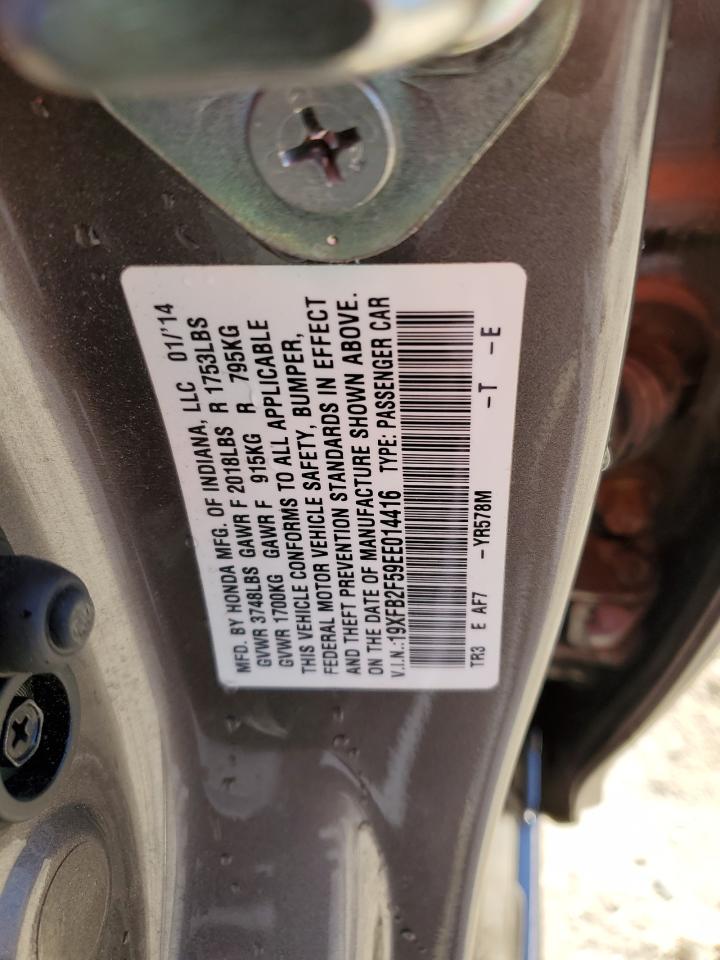 MFD. BY HONDA MFG. OF INDIANA, LLC 01/'14
GVWR 3748LBS GAWR F 2018LBS R 1753LBS
GVWR 1700KG GAWR F 915KG R 795KG
THIS VEHICLE CONFORMS TO ALL APPLICABLE
FEDERAL MOTOR VEHICLE SAFETY, BUMPER,
AND THEFT PREVENTION STANDARDS IN EFFECT
ON THE DATE OF MANUFACTURE SHOWN ABOVE.
V.I.N.:19XFB2F59EE014416 TYPE: PASSENGER CAR
TR3 E AF7 -YR578M -T -E